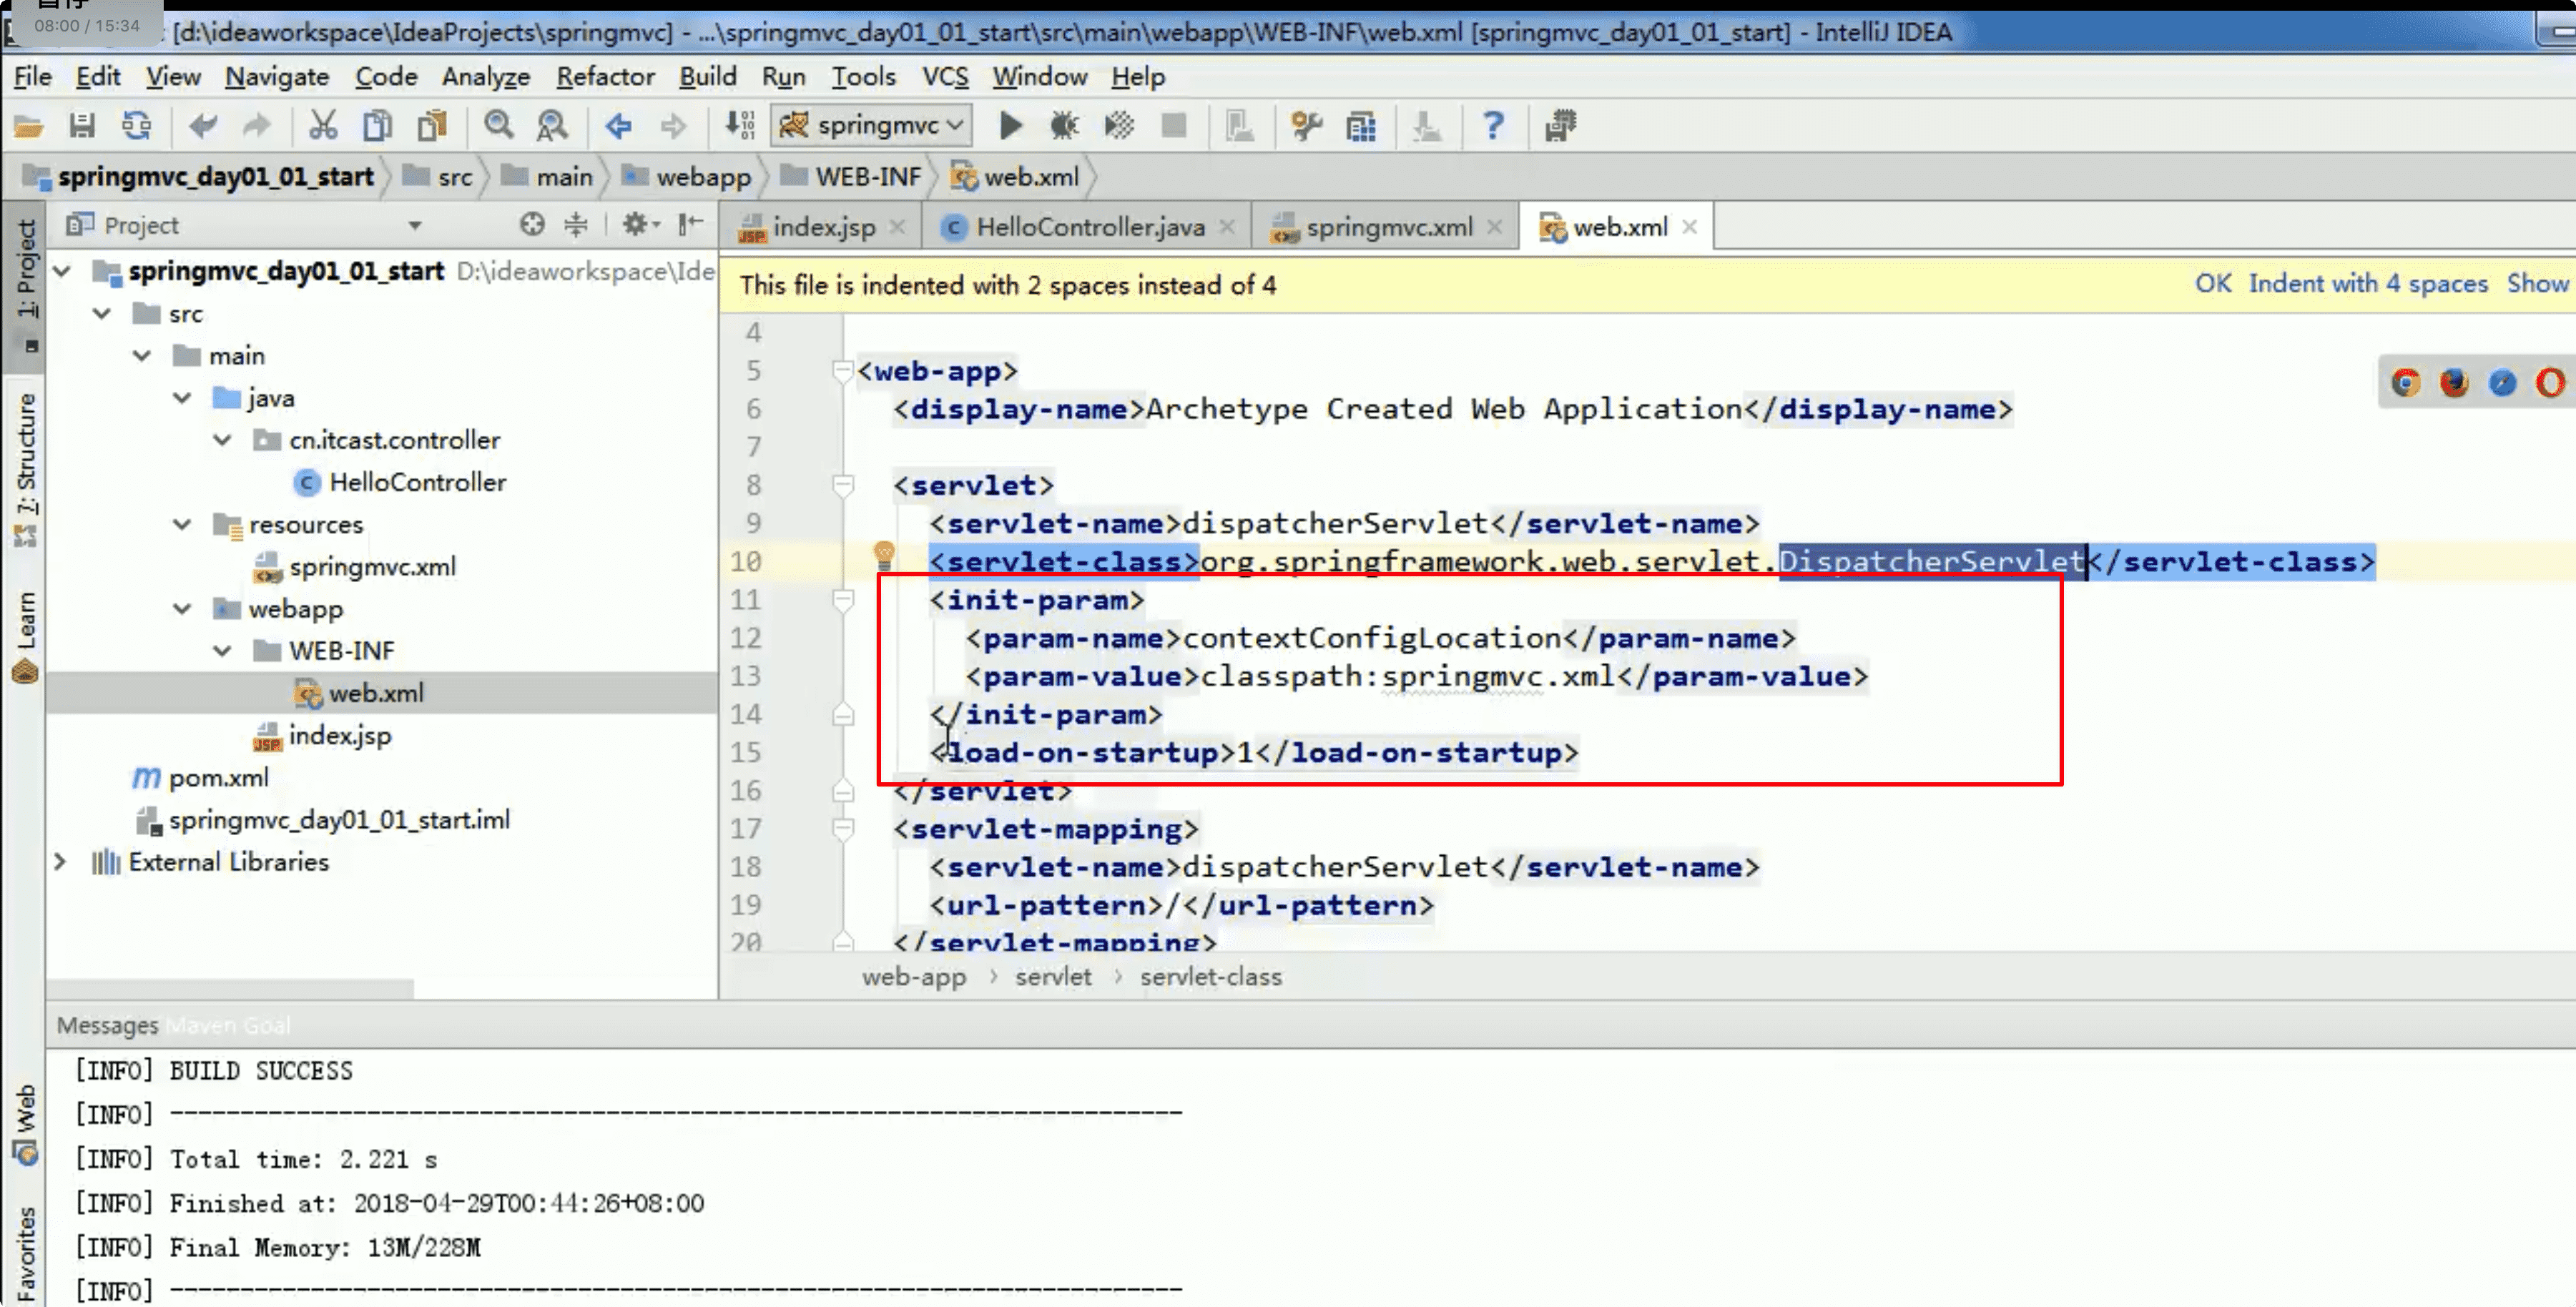 08:00 / 15:34
[d:\ideaworkspace\IdeaProjects\springmvc] - ...\springmvc_day01_01_start\src\main\webapp\WEB-INF\web.xml [springmvc_day01_01_start] - IntelliJ IDEA
File Edit View Navigate Code Analyze Refactor Build Run Tools VCS Window Help
springmvc
springmvc_day01_01_start src main webapp WEB-INF web.xml
Project
index.jsp HelloController.java springmvc.xml web.xml
1: Project
7: Structure
Learn
Web
Favorites
springmvc_day01_01_start D:\ideaworkspace\Ide
src
main
java
cn.itcast.controller
HelloController
resources
springmvc.xml
webapp
WEB-INF
web.xml
index.jsp
pom.xml
springmvc_day01_01_start.iml
External Libraries
This file is indented with 2 spaces instead of 4 OK Indent with 4 spaces Show
4
5 <web-app>
6 <display-name>Archetype Created Web Application</display-name>
7
8 <servlet>
9 <servlet-name>dispatcherServlet</servlet-name>
10 <servlet-class>org.springframework.web.servlet.DispatcherServlet</servlet-class>
11 <init-param>
12 <param-name>contextConfigLocation</param-name>
13 <param-value>classpath:springmvc.xml</param-value>
14 </init-param>
15 <load-on-startup>1</load-on-startup>
16 </servlet>
17 <servlet-mapping>
18 <servlet-name>dispatcherServlet</servlet-name>
19 <url-pattern>/</url-pattern>
20 </servlet-mapping>
web-app › servlet › servlet-class
Messages Maven Goal
[INFO] BUILD SUCCESS
[INFO] ------------------------------------------------------------------------
[INFO] Total time: 2.221 s
[INFO] Finished at: 2018-04-29T00:44:26+08:00
[INFO] Final Memory: 13M/228M
[INFO] ------------------------------------------------------------------------